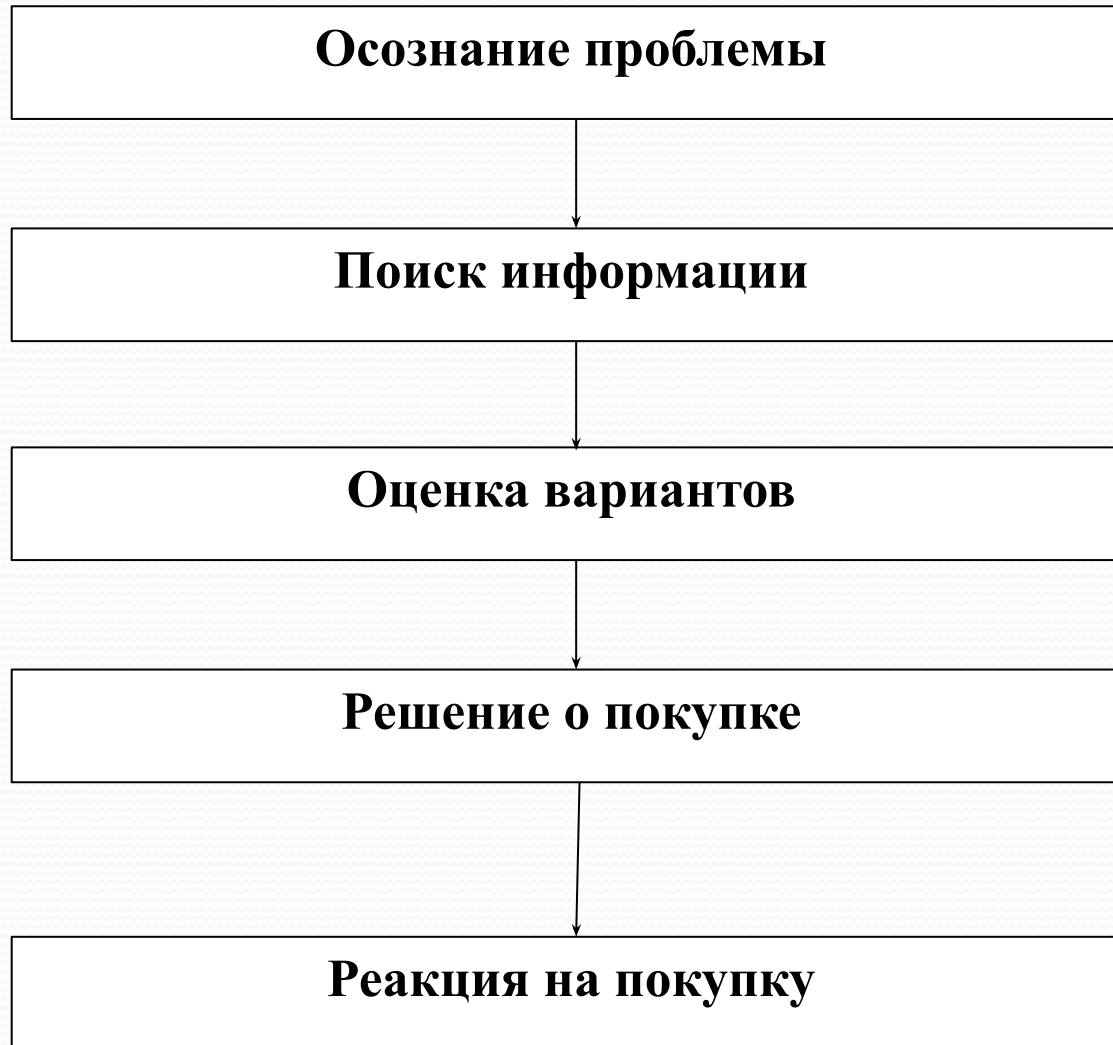 Осознание проблемы
Поиск информации
Оценка вариантов
Решение о покупке
Реакция на покупку